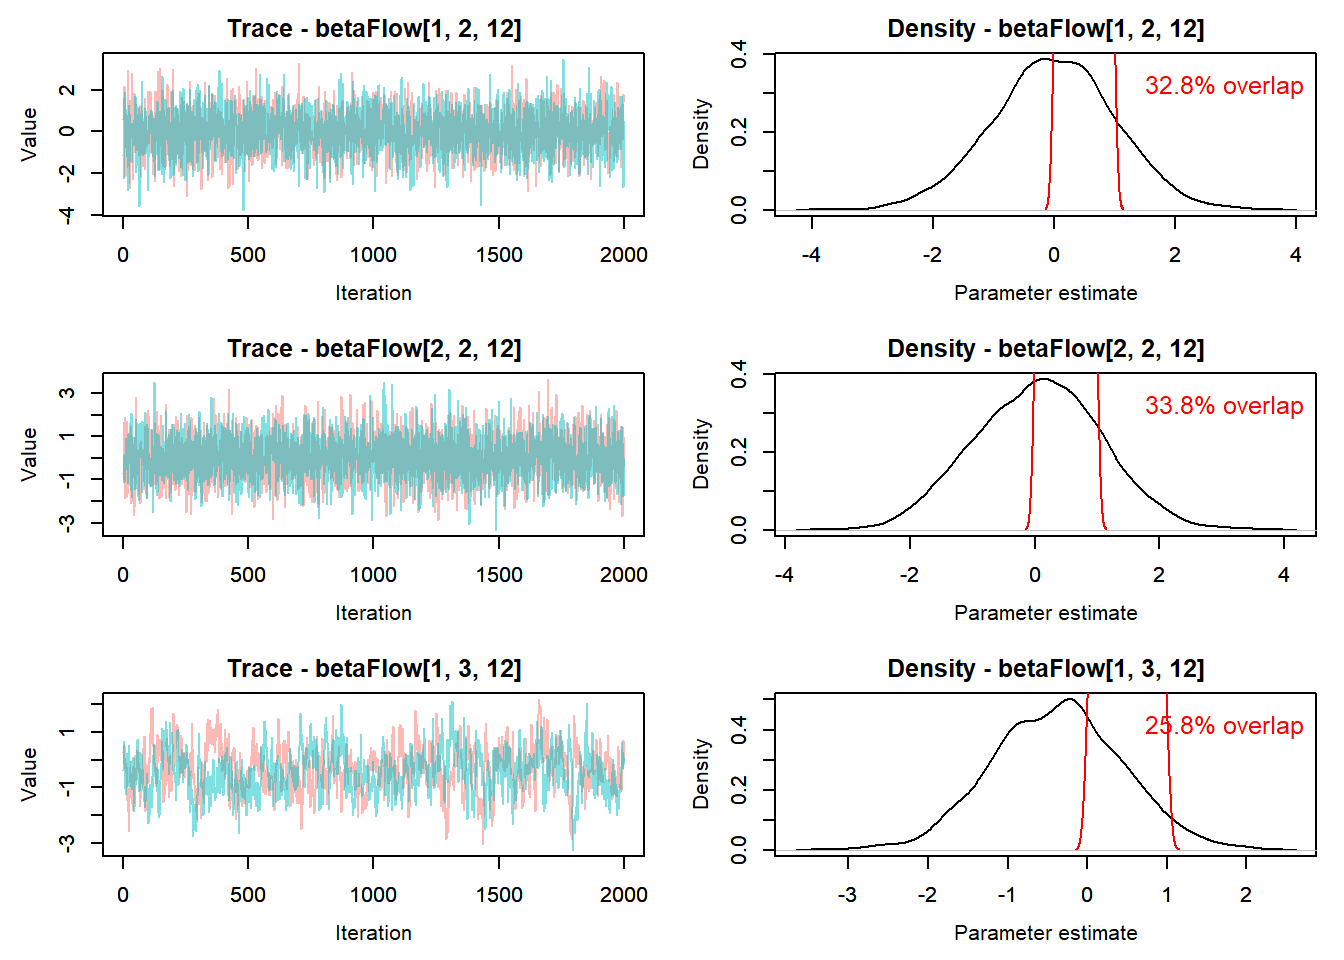 Trace - betaFlow[1, 2, 12]
Value
-4
-2
0
2
0
500
1000
1500
2000
Iteration
Density - betaFlow[1, 2, 12]
Density
0.0
0.2
0.4
32.8% overlap
-4
-2
0
2
4
Parameter estimate
Trace - betaFlow[2, 2, 12]
Value
-3
-1
1
3
0
500
1000
1500
2000
Iteration
Density - betaFlow[2, 2, 12]
Density
0.0
0.2
0.4
33.8% overlap
-4
-2
0
2
4
Parameter estimate
Trace - betaFlow[1, 3, 12]
Value
-3
-1
1
0
500
1000
1500
2000
Iteration
Density - betaFlow[1, 3, 12]
Density
0.0
0.2
0.4
25.8% overlap
-3
-2
-1
0
1
2
Parameter estimate